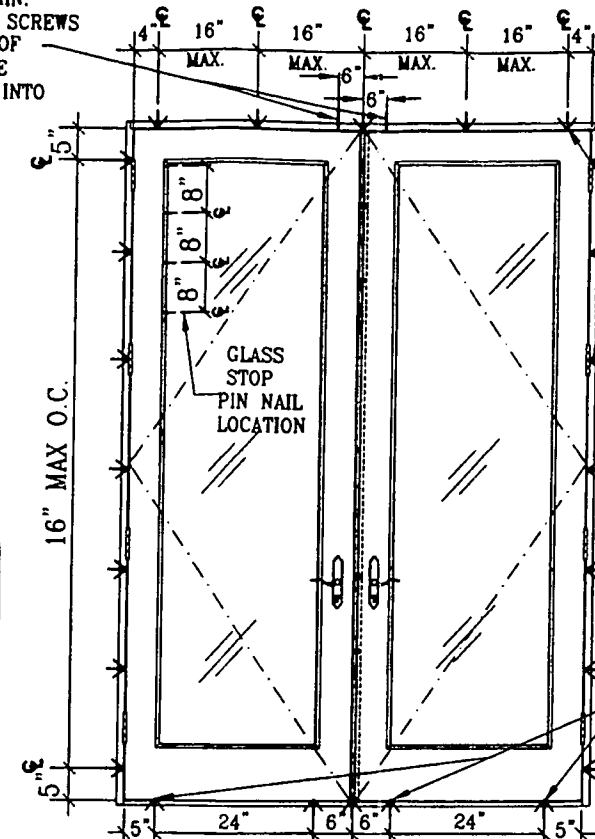 SCREWS
OF
INTO
4" 16" 16" 16" 16" 4"
MAX. MAX. MAX. MAX.
6"
6"
5"
8"
8"
8"
GLASS
STOP
PIN NAIL
LOCATION
16" MAX O.C.
5"
5" 24" 6" 6" 24" 5"